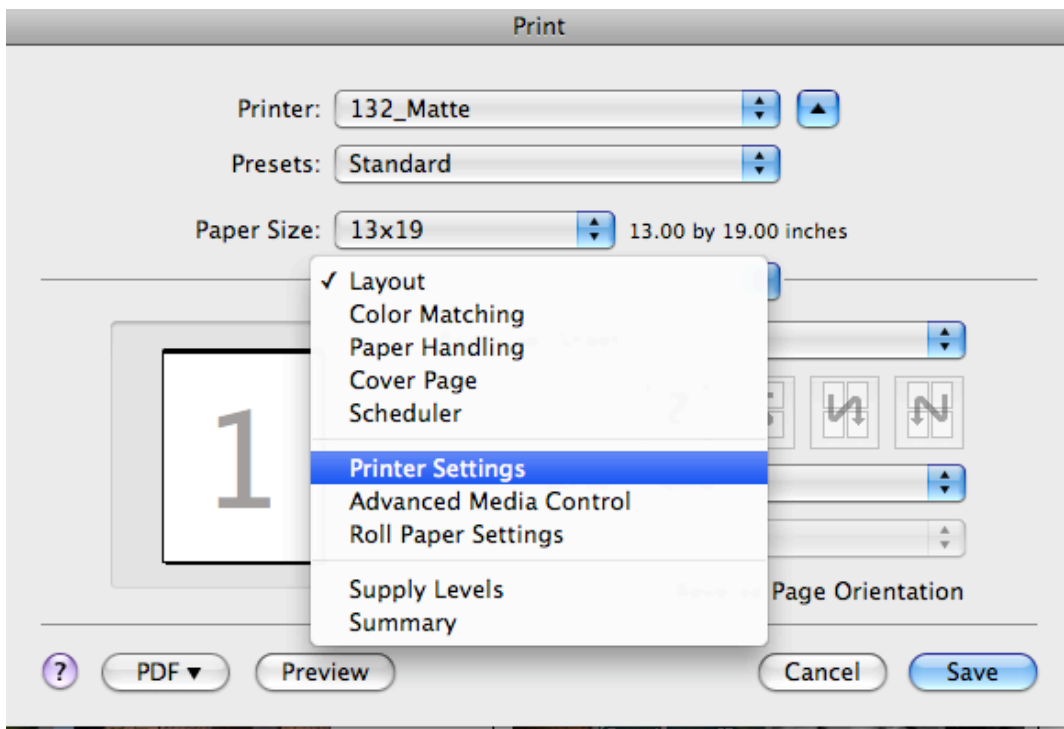 Print
Printer: 132_Matte
Presets: Standard
Paper Size: 13x19 13.00 by 19.00 inches
✓ Layout
Color Matching
Paper Handling
Cover Page
Scheduler
Printer Settings
Advanced Media Control
Roll Paper Settings
Supply Levels
Summary
Page Orientation
1
? PDF ▼ Preview Cancel Save